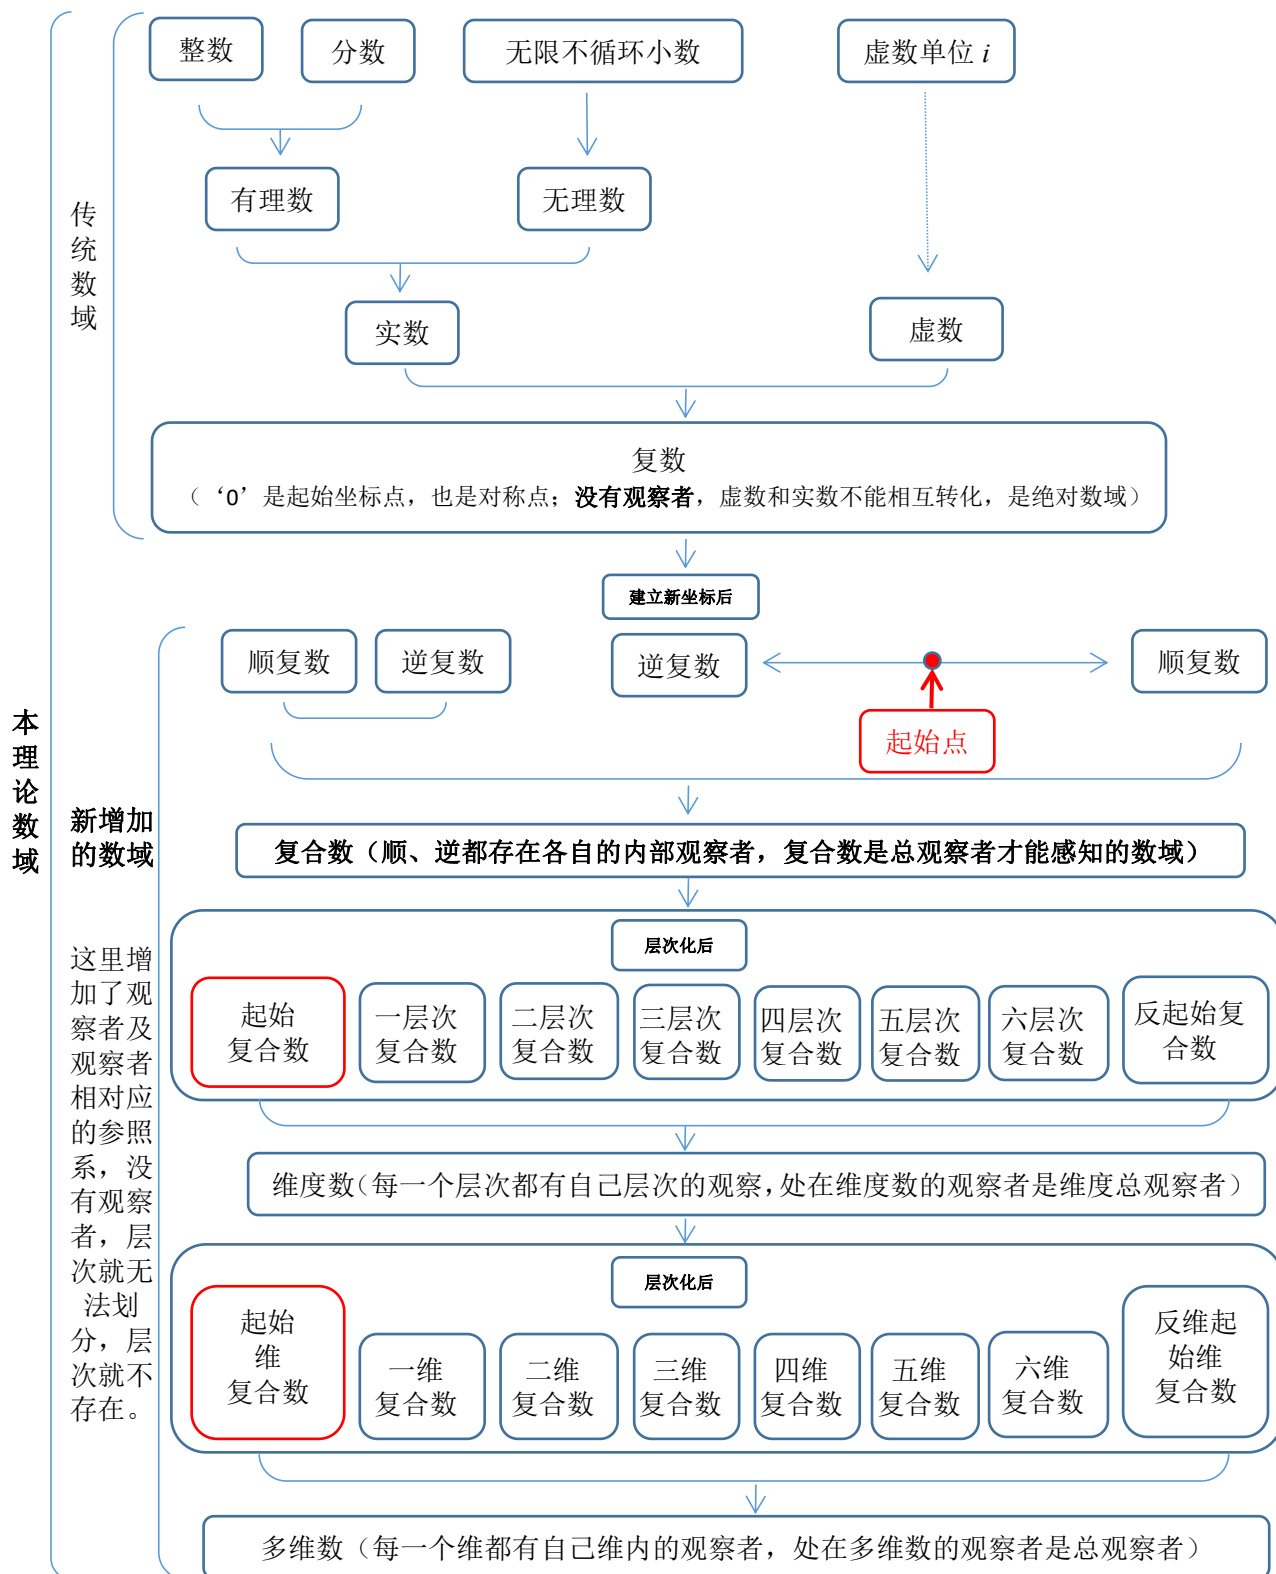 整数
分数
无限不循环小数
虚数单位 i
有理数
无理数
传
统
数
域
实数
虚数
复数
（‘0’是起始坐标点，也是对称点；没有观察者，虚数和实数不能相互转化，是绝对数域）
建立新坐标后
顺复数
逆复数
逆复数
顺复数
起始点
本
理
论
数
域
新增加
的数域
复合数（顺、逆都存在各自的内部观察者，复合数是总观察者才能感知的数域）
这里增
加了观
察者及
观察者
相对应
的参照
系，没
有观察
者，层
次就无
法划
分，层
次就不
存在。
层次化后
起始
复合数
一层次
复合数
二层次
复合数
三层次
复合数
四层次
复合数
五层次
复合数
六层次
复合数
反起始复
合数
维度数（每一个层次都有自己层次的观察，处在维度数的观察者是维度总观察者）
层次化后
起始
维
复合数
一维
复合数
二维
复合数
三维
复合数
四维
复合数
五维
复合数
六维
复合数
反维起
始维
复合数
多维数（每一个维都有自己维内的观察者，处在多维数的观察者是总观察者）